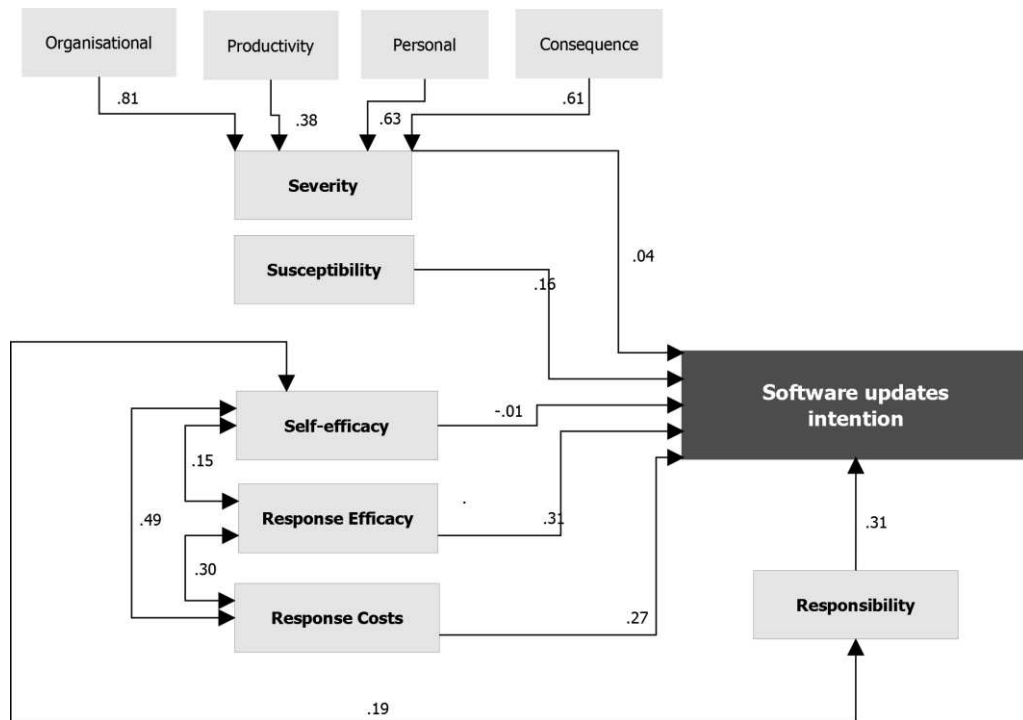 Organisational
Productivity
Personal
Consequence
.81
.38
.63
.61
Severity
Susceptibility
.04
.16
Software updates
intention
Self-efficacy
-.01
.15
Response Efficacy
.
.31
.49
.31
.30
Response Costs
Responsibility
.27
.19